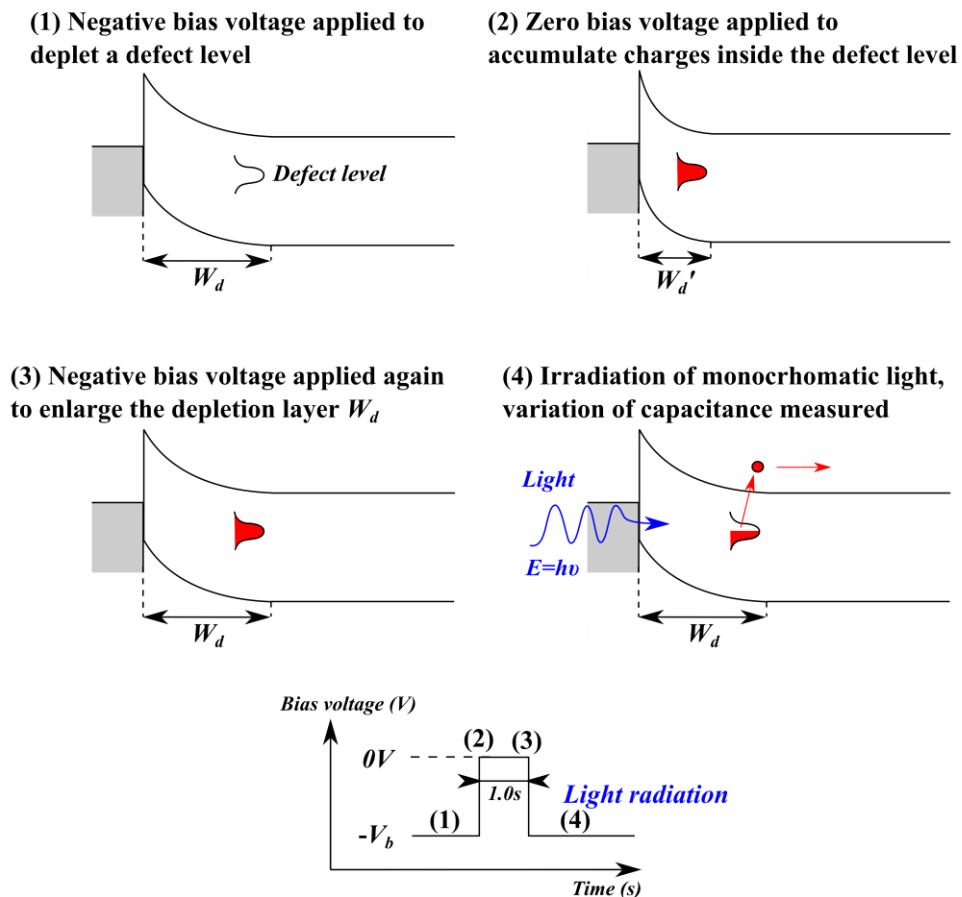 (1) Negative bias voltage applied to
deplet a defect level
Defect level
W_d
(2) Zero bias voltage applied to
accumulate charges inside the defect level
W_d'
(3) Negative bias voltage applied again
to enlarge the depletion layer W_d
W_d
(4) Irradiation of monocrhomatic light,
variation of capacitance measured
Light
E=hυ
W_d
Bias voltage (V)
0V
(2) (3)
1.0s
Light radiation
(1)
(4)
-V_b
Time (s)